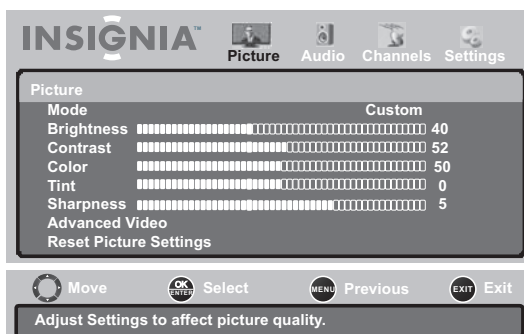 INSIGNIA™
Picture Audio Channels Settings
Picture
Mode Custom
Brightness 40
Contrast 52
Color 50
Tint 0
Sharpness 5
Advanced Video
Reset Picture Settings
Move OK ENTER Select MENU Previous EXIT Exit
Adjust Settings to affect picture quality.